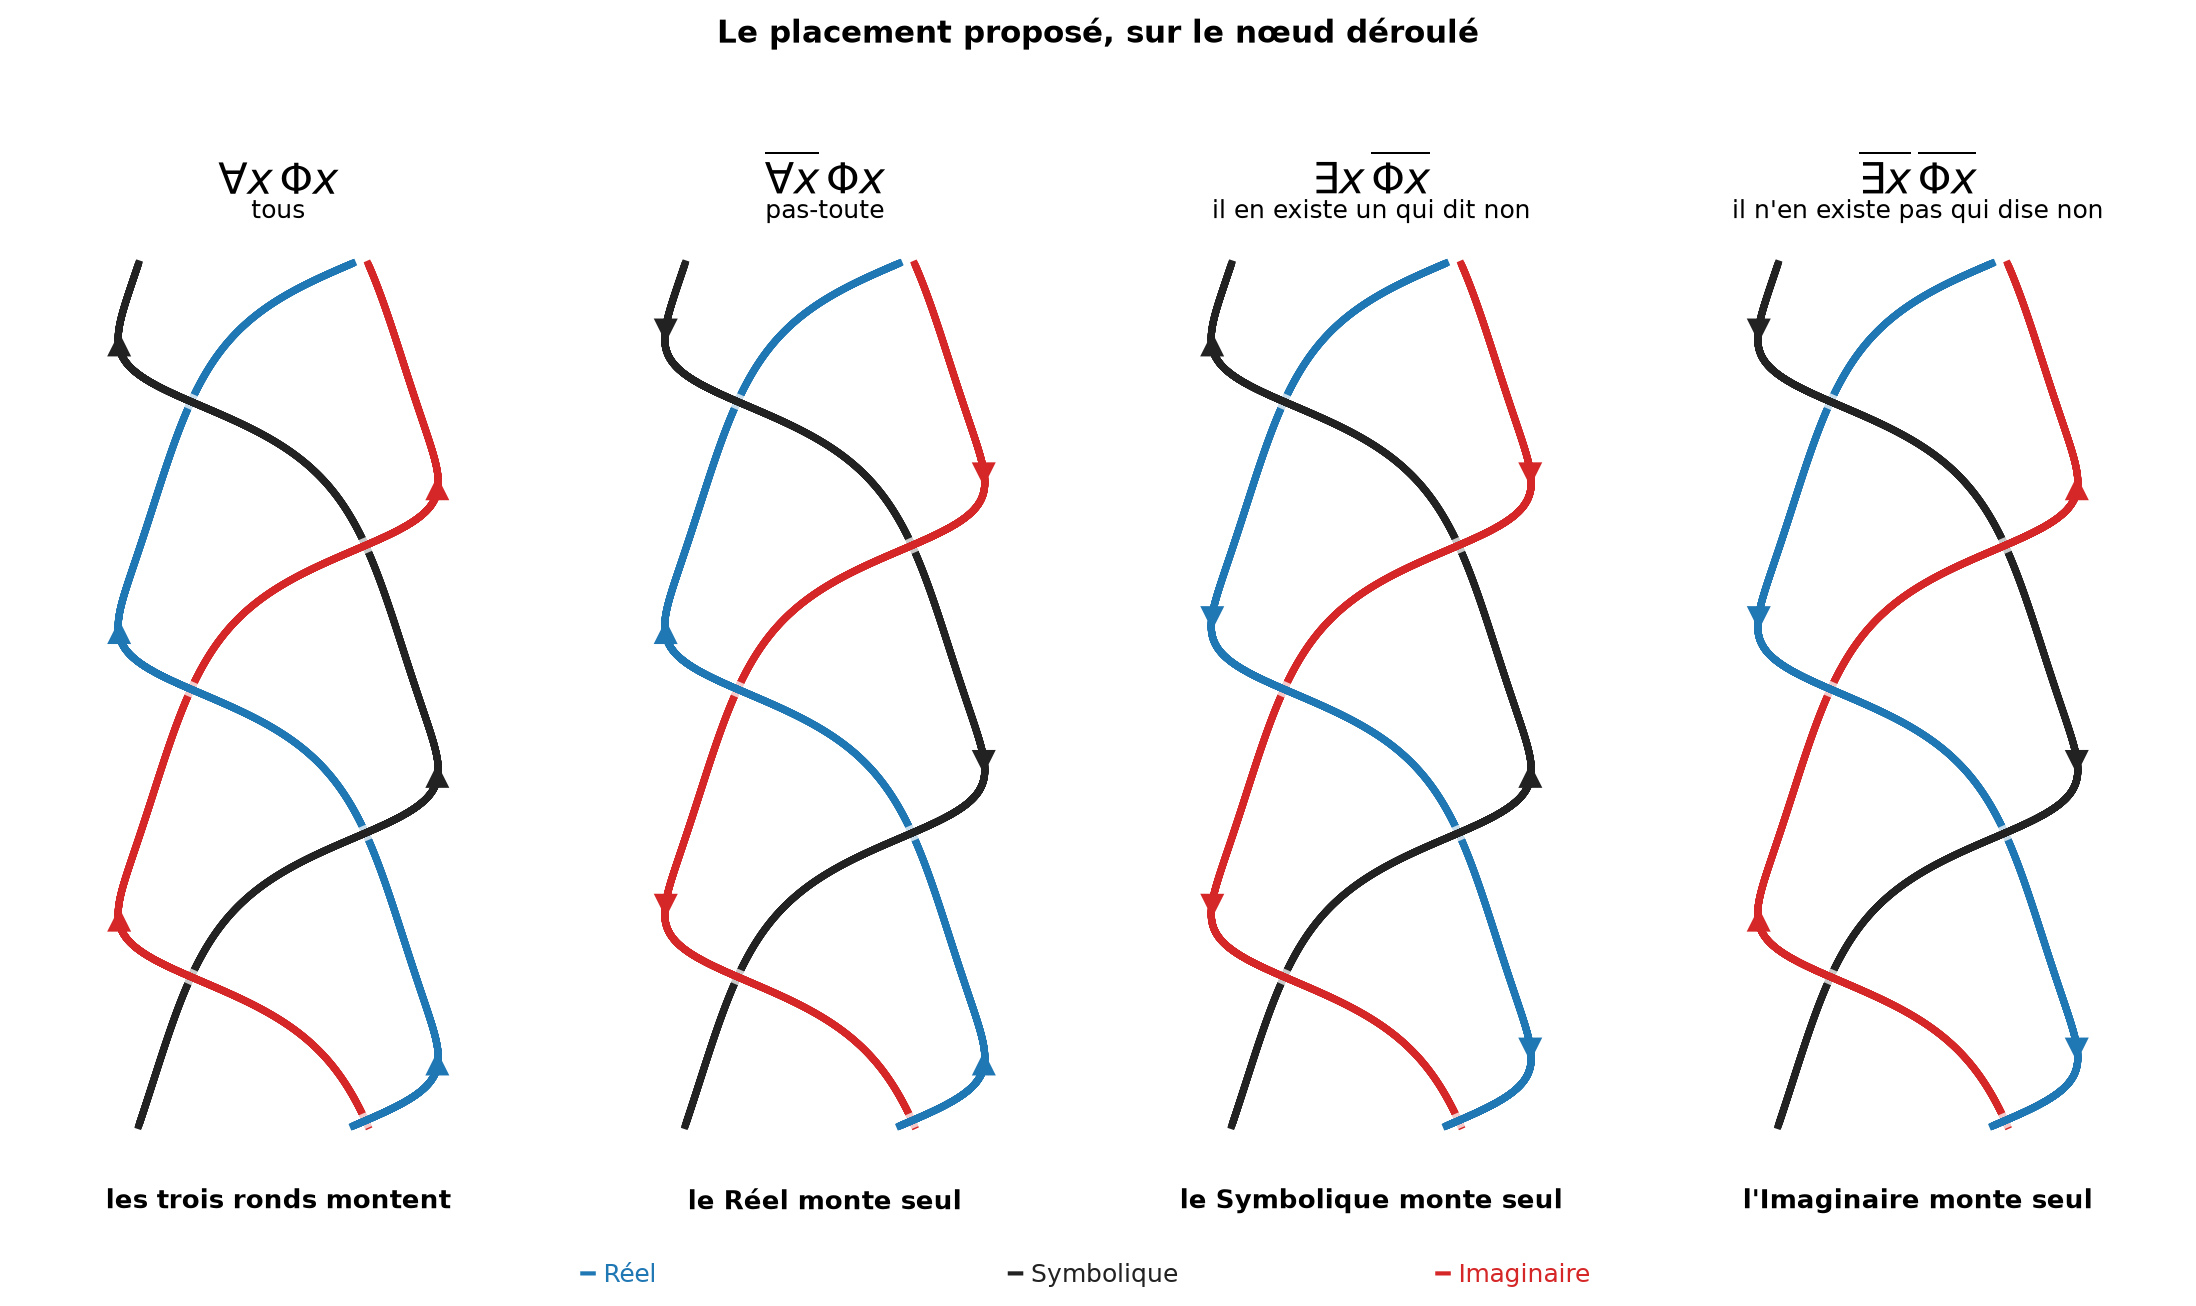 Le placement proposé, sur le nœud déroulé
∀x Φx
tous
∀̅x̅ Φx
pas-toute
∃x Φ̅x̅
il en existe un qui dit non
∃̅x̅ Φ̅x̅
il n'en existe pas qui dise non
les trois ronds montent
le Réel monte seul
le Symbolique monte seul
l'Imaginaire monte seul
Réel
Symbolique
Imaginaire